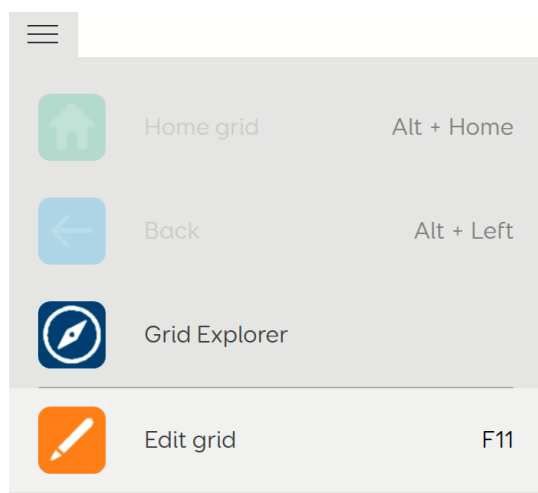 Home grid Alt + Home
Back Alt + Left
Grid Explorer
Edit grid F11